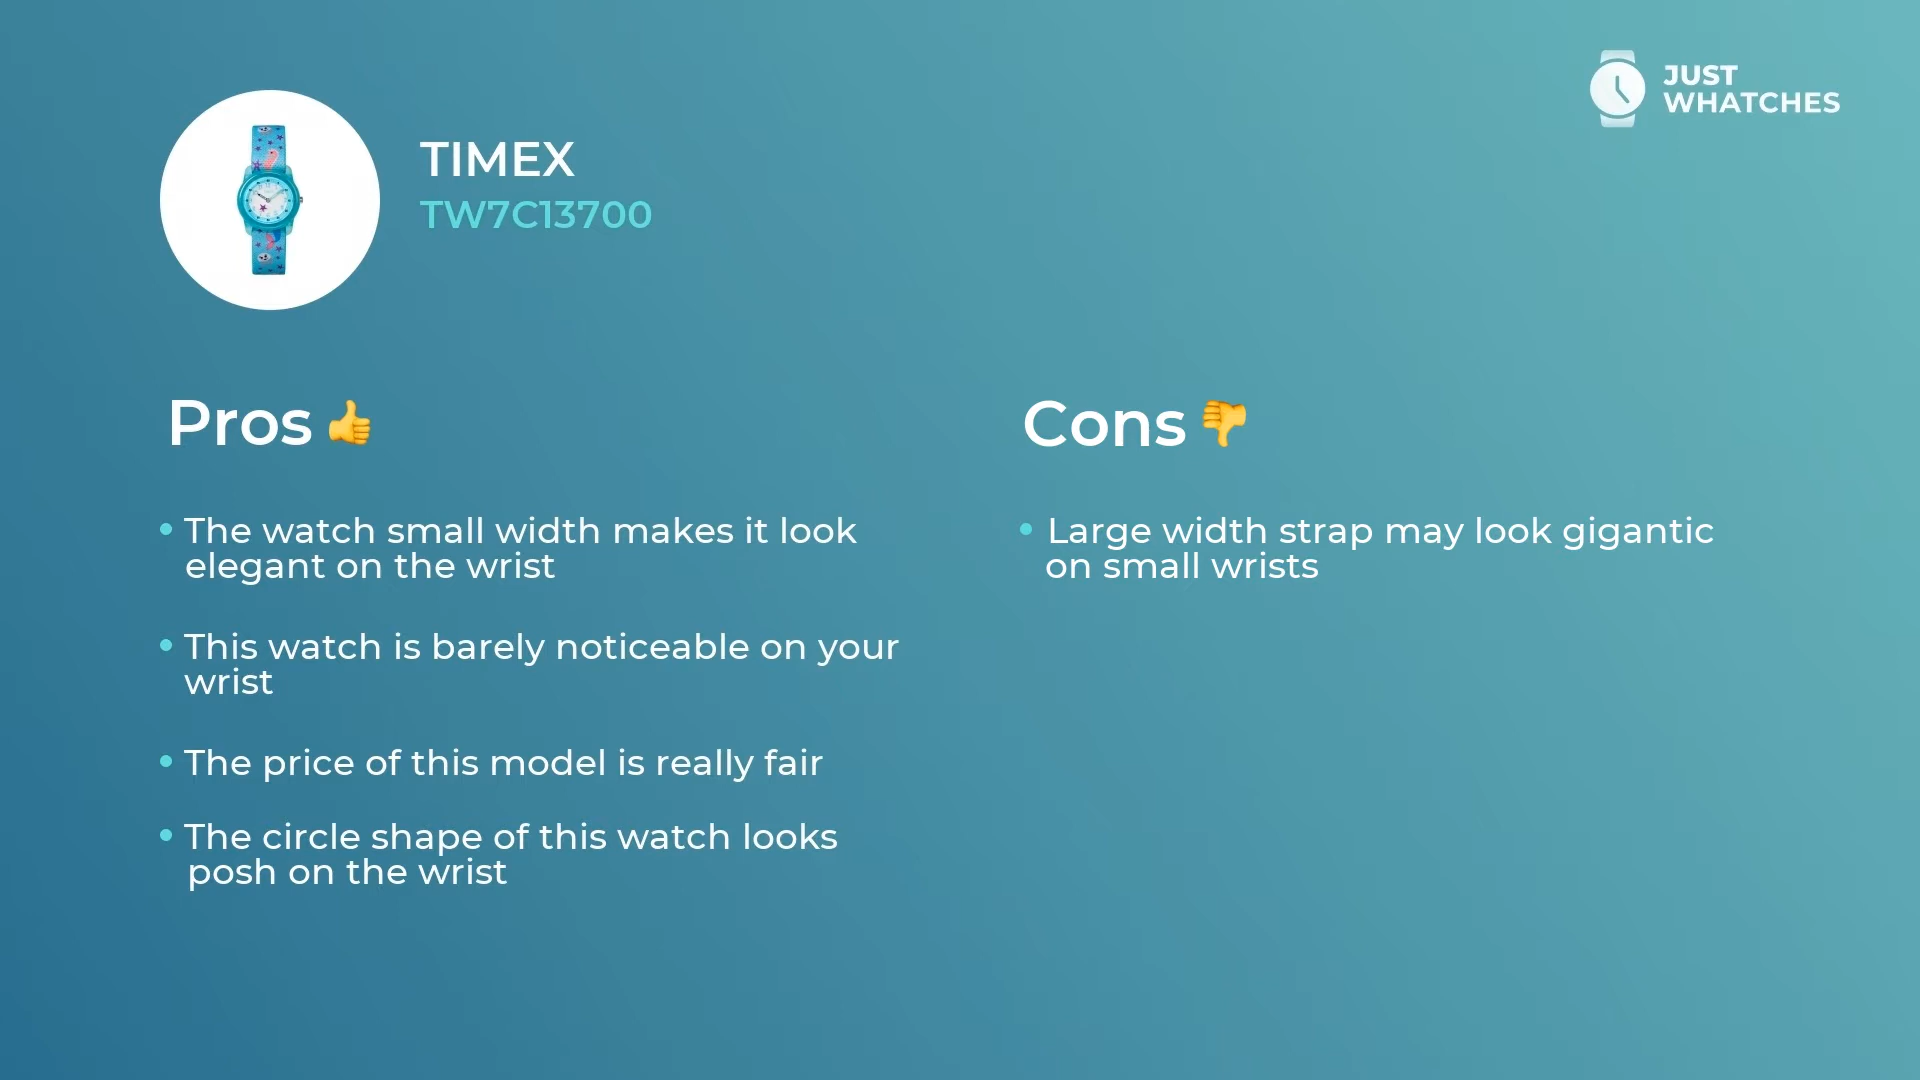 JUST
WHATCHES
TIMEX
TW7C13700
Pros 👍
The watch small width makes it look
elegant on the wrist
This watch is barely noticeable on your
wrist
The price of this model is really fair
The circle shape of this watch looks
posh on the wrist
Cons 👎
Large width strap may look gigantic
on small wrists